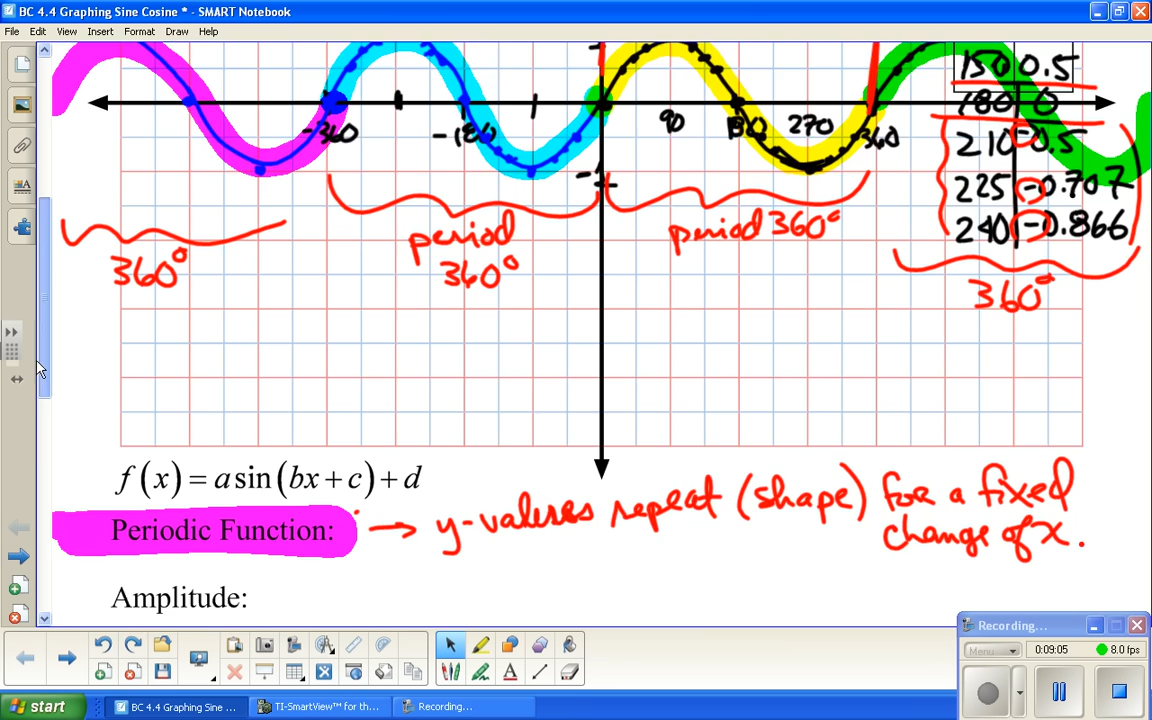 BC 4.4 Graphing Sine Cosine * - SMART Notebook
File Edit View Insert Format Draw Help
150 0.5
180 0
210 -0.5
225 -0.707
240 -0.866
-360 -180 90 180 270 360
-1
period
360°
period 360°
360°
360°
f(x) = a sin(bx + c) + d
Periodic Function: → y-values repeat (shape) for a fixed
change of x.
Amplitude:
Recording...
Menu
0:09:05
8.0 fps
start
BC 4.4 Graphing Sine ...
TI-SmartView™ for th...
Recording...